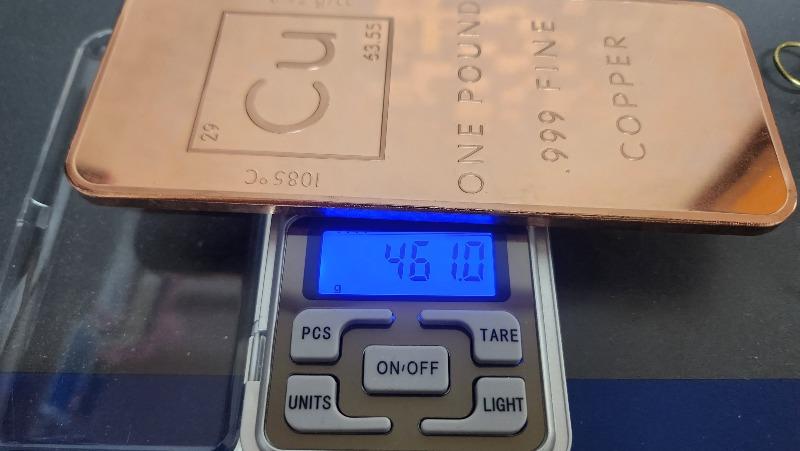 29
Cu
63.55
1085°C
ONE POUND
.999 FINE
COPPER
461.0
g
PCS
TARE
ON/OFF
UNITS
LIGHT